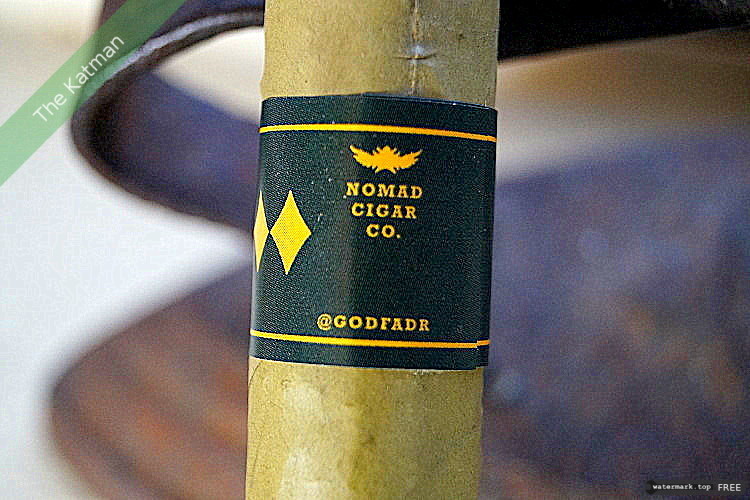 The Katman
NOMAD
CIGAR
CO.
@GODFADR
watermark.top FREE